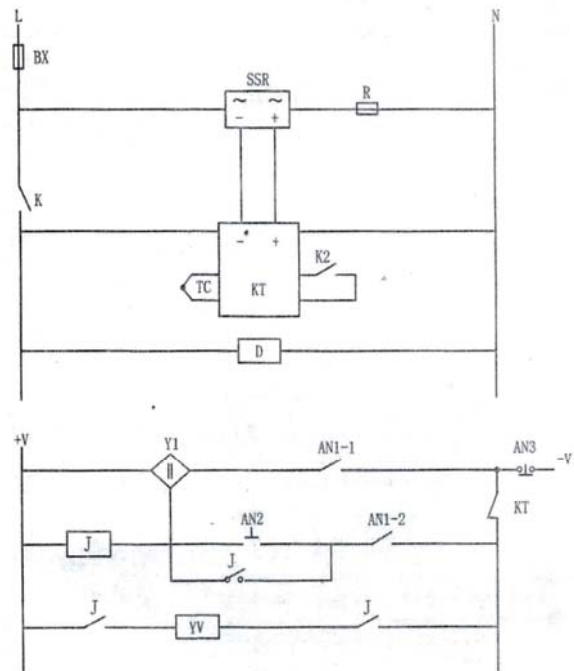 L N
BX
SSR
R
~ ~
- +
K
- +
K2
TC KT
D
+V Y1 AN1-1 AN3 -V
KT
AN2 AN1-2
J
J
J YV J